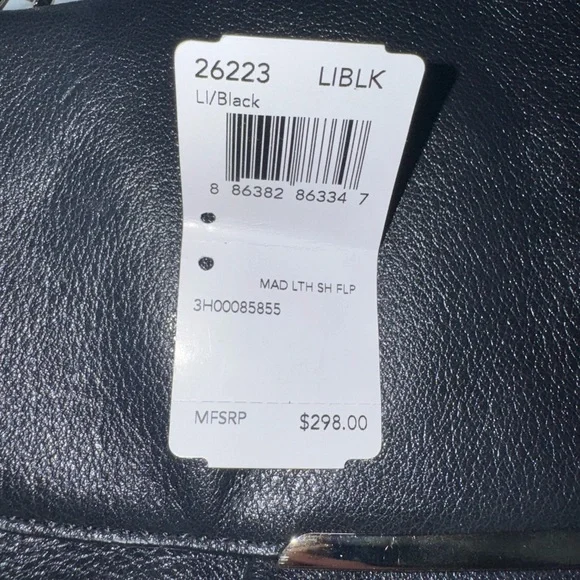 26223 LIBLK
LI/Black
8 86382 86334 7
MAD LTH SH FLP
3H00085855
MFSRP $298.00